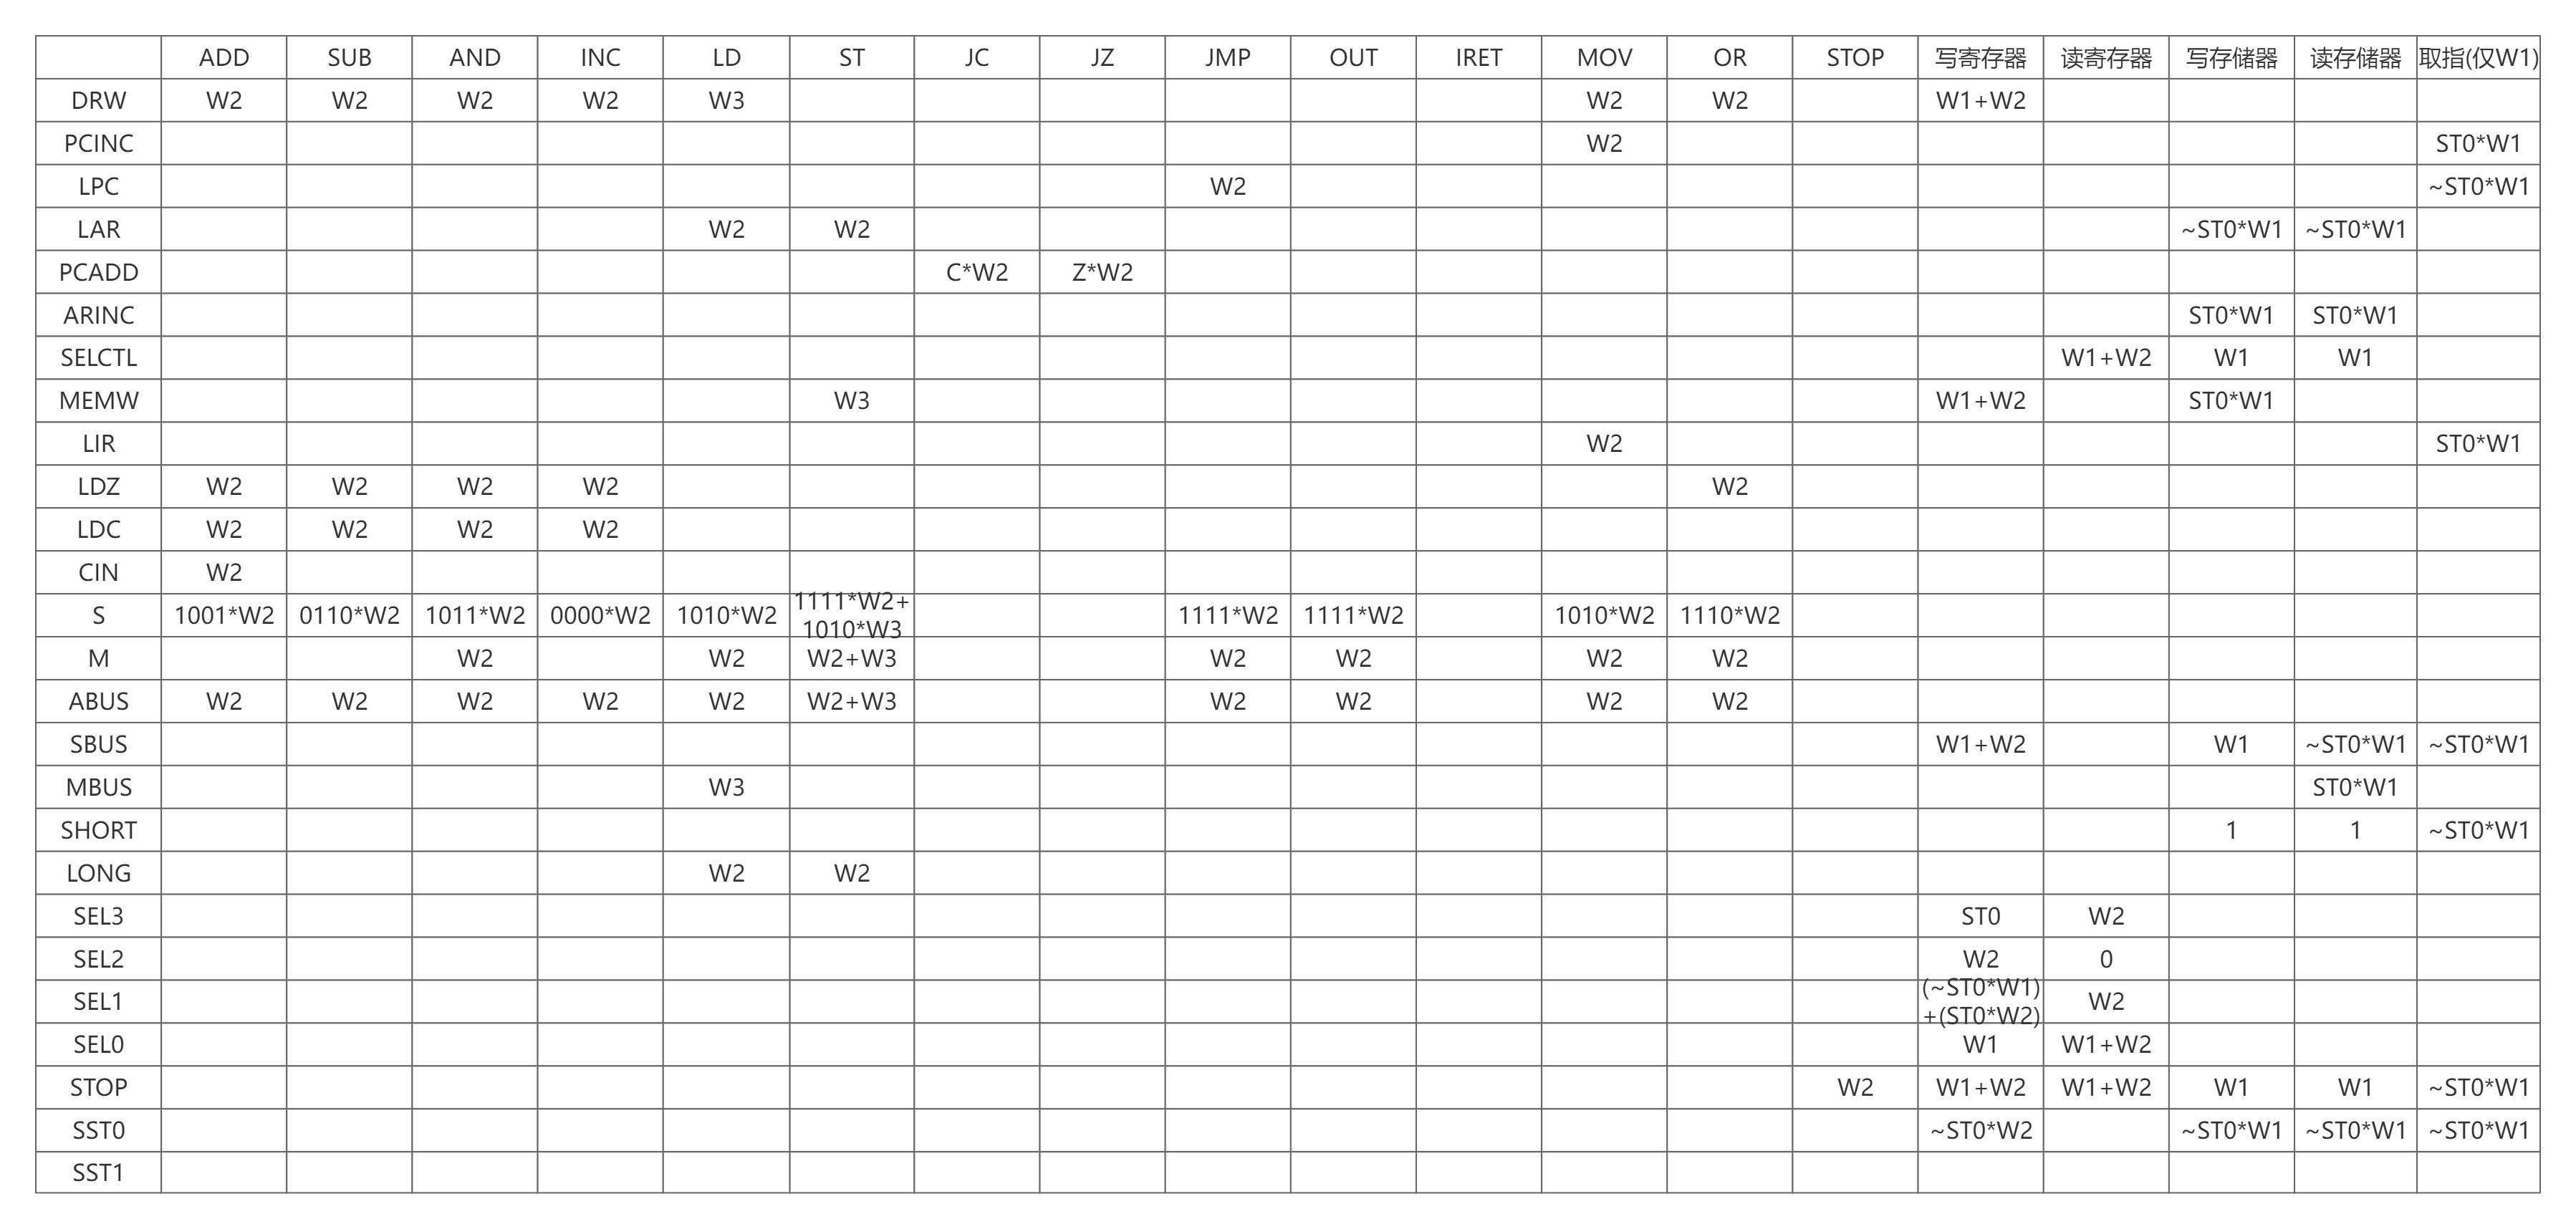 ADD SUB AND INC LD ST JC JZ JMP OUT IRET MOV OR STOP 写寄存器 读寄存器 写存储器 读存储器 取指(仅W1)
DRW W2 W2 W2 W2 W3 W2 W2 W1+W2
PCINC W2 ST0*W1
LPC W2 ~ST0*W1
LAR W2 W2 ~ST0*W1 ~ST0*W1
PCADD C*W2 Z*W2
ARINC ST0*W1 ST0*W1
SELCTL W1+W2 W1 W1
MEMW W3 W1+W2 ST0*W1
LIR W2 ST0*W1
LDZ W2 W2 W2 W2 W2
LDC W2 W2 W2 W2
CIN W2
S 1001*W2 0110*W2 1011*W2 0000*W2 1010*W2 1111*W2+
1010*W3 1111*W2 1111*W2 1010*W2 1110*W2
M W2 W2 W2+W3 W2 W2 W2 W2
ABUS W2 W2 W2 W2 W2 W2+W3 W2 W2 W2 W2
SBUS W1+W2 W1 ~ST0*W1 ~ST0*W1
MBUS W3 ST0*W1
SHORT 1 1 ~ST0*W1
LONG W2 W2
SEL3 ST0 W2
SEL2 W2 0
SEL1 (~ST0*W1)
+(ST0*W2) W2
SEL0 W1 W1+W2
STOP W2 W1+W2 W1+W2 W1 W1 ~ST0*W1
SST0 ~ST0*W2 ~ST0*W1 ~ST0*W1 ~ST0*W1
SST1